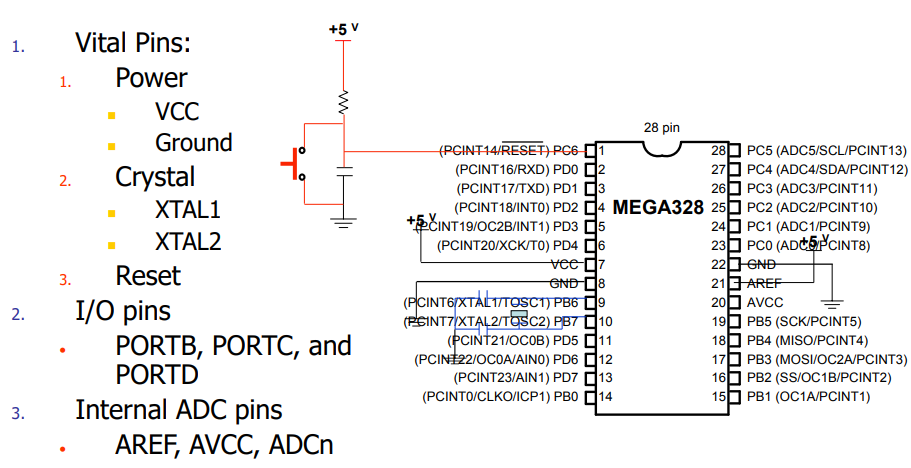 1. Vital Pins:
1. Power
VCC
Ground
2. Crystal
XTAL1
XTAL2
3. Reset
2. I/O pins
PORTB, PORTC, and
PORTD
3. Internal ADC pins
AREF, AVCC, ADCn
+5 V
28 pin
MEGA328
(PCINT14/RESET) PC6 1
(PCINT16/RXD) PD0 2
(PCINT17/TXD) PD1 3
(PCINT18/INT0) PD2 4
+5 V
(PCINT19/OC2B/INT1) PD3 5
(PCINT20/XCK/T0) PD4 6
VCC 7
GND 8
(PCINT6/XTAL1/TOSC1) PB6 9
(PCINT7/XTAL2/TOSC2) PB7 10
(PCINT21/OC0B) PD5 11
(PCINT22/OC0A/AIN0) PD6 12
(PCINT23/AIN1) PD7 13
(PCINT0/CLKO/ICP1) PB0 14
28 PC5 (ADC5/SCL/PCINT13)
27 PC4 (ADC4/SDA/PCINT12)
26 PC3 (ADC3/PCINT11)
25 PC2 (ADC2/PCINT10)
24 PC1 (ADC1/PCINT9)
23 PC0 (ADC0/PCINT8)
+5 V
22 GND
21 AREF
20 AVCC
19 PB5 (SCK/PCINT5)
18 PB4 (MISO/PCINT4)
17 PB3 (MOSI/OC2A/PCINT3)
16 PB2 (SS/OC1B/PCINT2)
15 PB1 (OC1A/PCINT1)